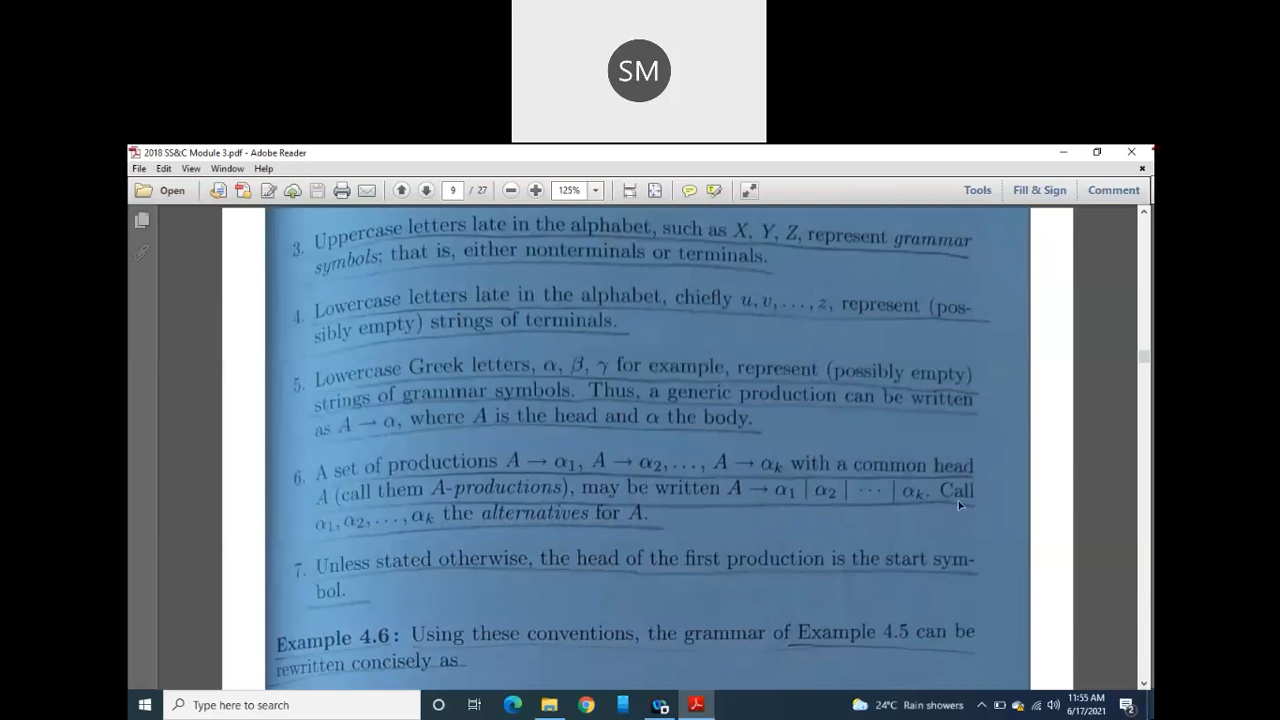 SM
2018 SS&C Module 3.pdf - Adobe Reader
File Edit View Window Help
Open 9 / 27 125% Tools Fill & Sign Comment
3. Uppercase letters late in the alphabet, such as X, Y, Z, represent grammar
symbols; that is, either nonterminals or terminals.
4. Lowercase letters late in the alphabet, chiefly u, v, . . . , z, represent (pos-
sibly empty) strings of terminals.
5. Lowercase Greek letters, α, β, γ for example, represent (possibly empty)
strings of grammar symbols. Thus, a generic production can be written
as A → α, where A is the head and α the body.
6. A set of productions A → α1, A → α2, . . . , A → αk with a common head
A (call them A-productions), may be written A → α1 | α2 | ··· | αk. Call
α1, α2, . . . , αk the alternatives for A.
7. Unless stated otherwise, the head of the first production is the start sym-
bol.
Example 4.6: Using these conventions, the grammar of Example 4.5 can be
rewritten concisely as
Type here to search 24°C Rain showers 11:55 AM
6/17/2021 2